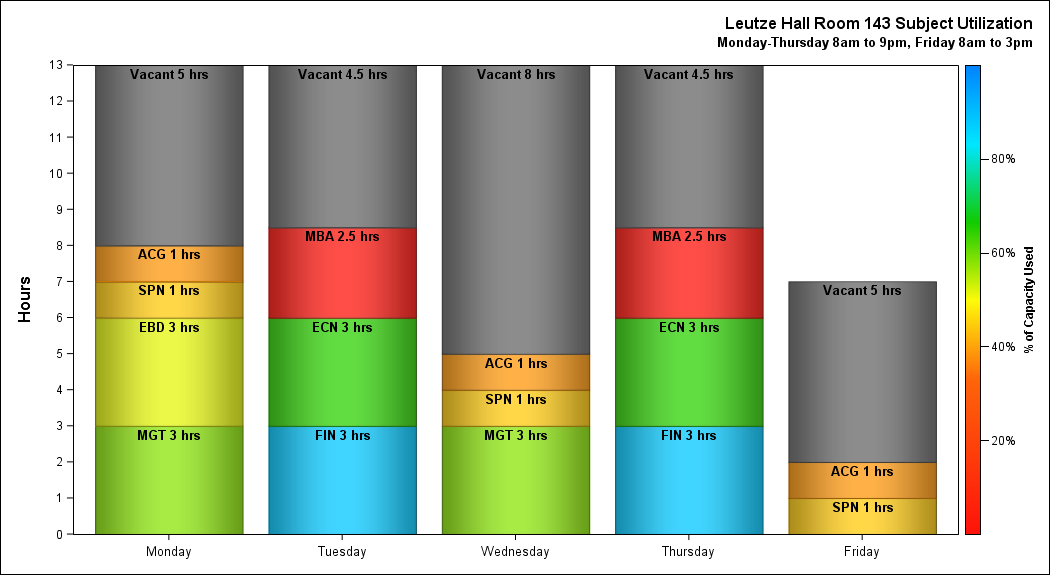 Leutze Hall Room 143 Subject Utilization
Monday-Thursday 8am to 9pm, Friday 8am to 3pm
Hours
13
12
11
10
9
8
7
6
5
4
3
2
1
0
Vacant 5 hrs
ACG 1 hrs
SPN 1 hrs
EBD 3 hrs
MGT 3 hrs
Vacant 4.5 hrs
MBA 2.5 hrs
ECN 3 hrs
FIN 3 hrs
Vacant 8 hrs
ACG 1 hrs
SPN 1 hrs
MGT 3 hrs
Vacant 4.5 hrs
MBA 2.5 hrs
ECN 3 hrs
FIN 3 hrs
Vacant 5 hrs
ACG 1 hrs
SPN 1 hrs
Monday
Tuesday
Wednesday
Thursday
Friday
80%
60%
40%
20%
% of Capacity Used